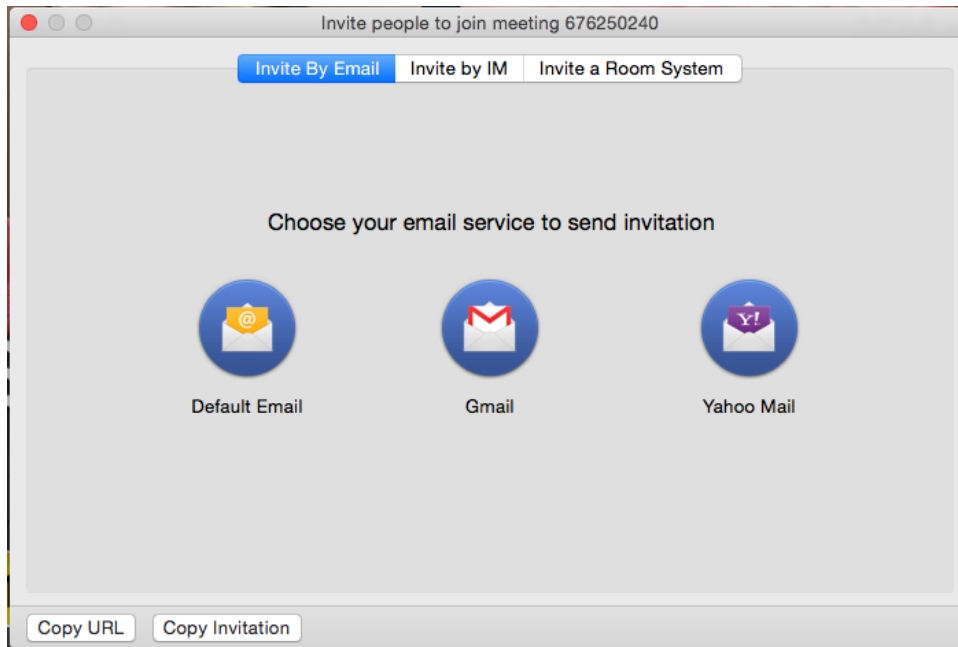 Invite people to join meeting 676250240
Invite By Email Invite by IM Invite a Room System
Choose your email service to send invitation
@ Y!
Default Email Gmail Yahoo Mail
Copy URL Copy Invitation